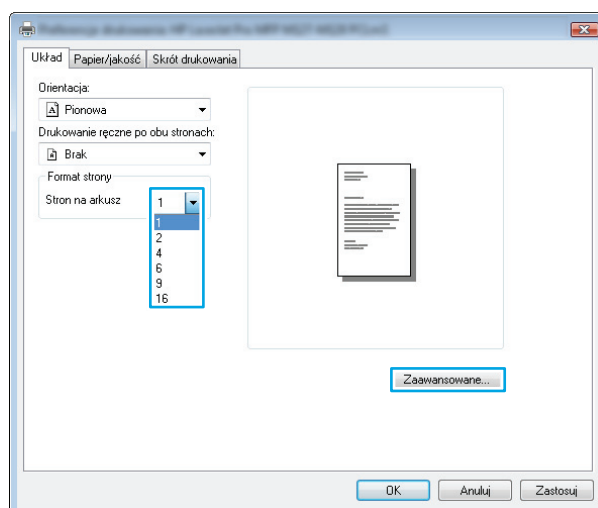 Układ Papier/jakość Skrót drukowania
Orientacja:
Pionowa
Drukowanie ręczne po obu stronach:
Brak
Format strony
Stron na arkusz 1
1
2
4
6
9
16
Zaawansowane...
OK Anuluj Zastosuj